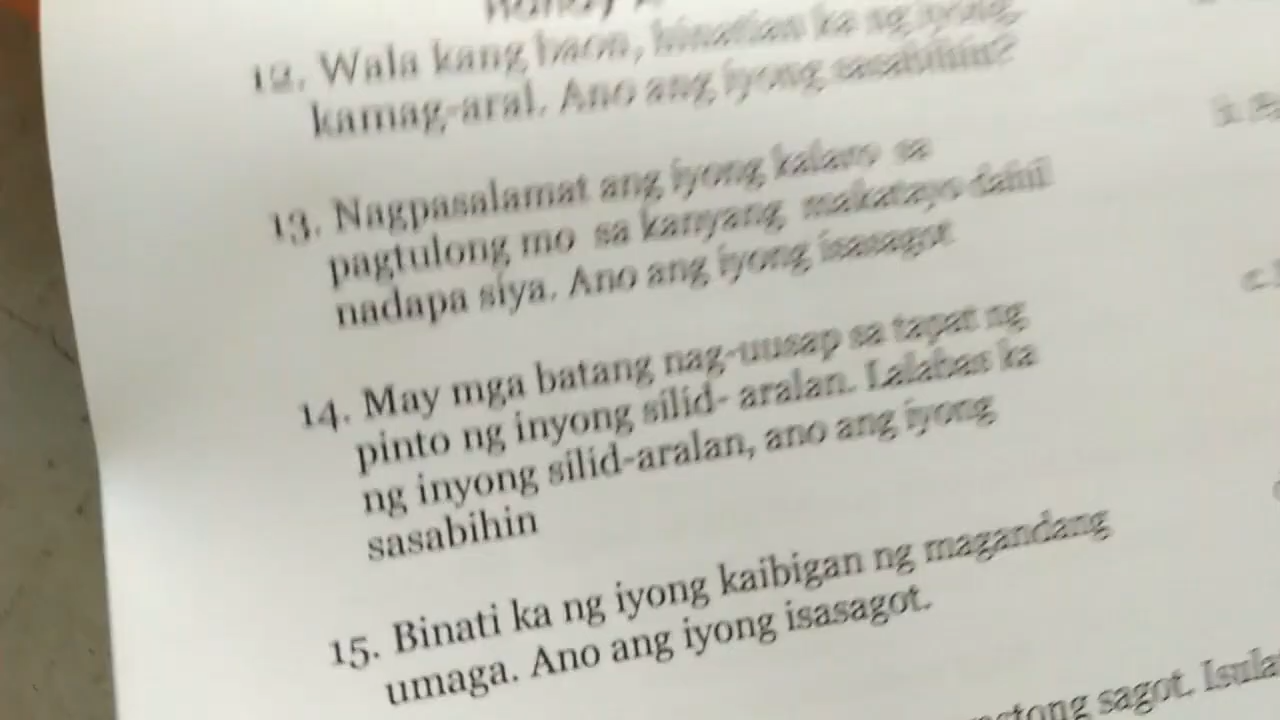 12. Wala kang baon, hinatian ka ng iyong
kamag-aral. Ano ang iyong sasabihin?
13. Nagpasalamat ang iyong kalaro sa
pagtulong mo sa kanyang makatayo dahil
nadapa siya. Ano ang iyong isasagot
14. May mga batang nag-uusap sa tapat ng
pinto ng inyong silid- aralan. Lalabas ka
ng inyong silid-aralan, ano ang iyong
sasabihin
15. Binati ka ng iyong kaibigan ng magandang
umaga. Ano ang iyong isasagot.
sagot.